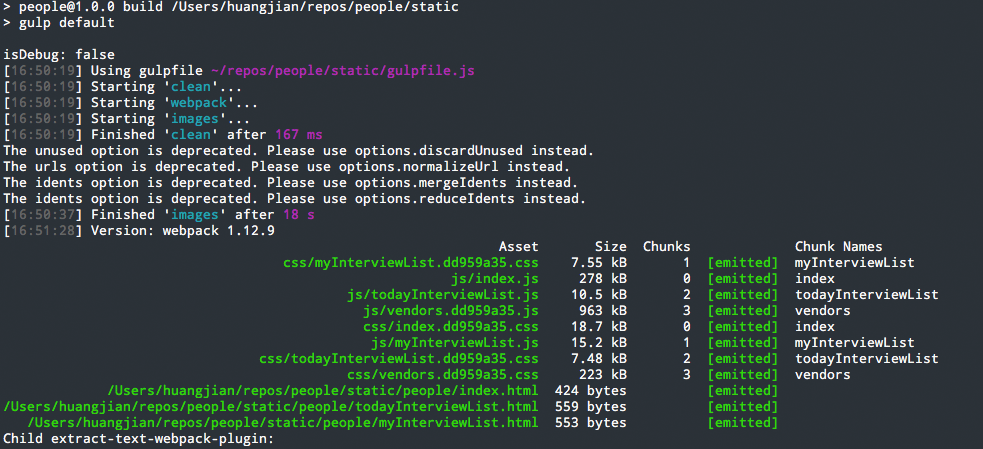 > people@1.0.0 build /Users/huangjian/repos/people/static
> gulp default
isDebug: false
[16:50:19] Using gulpfile ~/repos/people/static/gulpfile.js
[16:50:19] Starting 'clean'...
[16:50:19] Starting 'webpack'...
[16:50:19] Starting 'images'...
[16:50:19] Finished 'clean' after 167 ms
The unused option is deprecated. Please use options.discardUnused instead.
The urls option is deprecated. Please use options.normalizeUrl instead.
The idents option is deprecated. Please use options.mergeIdents instead.
The idents option is deprecated. Please use options.reduceIdents instead.
[16:50:37] Finished 'images' after 18 s
[16:51:28] Version: webpack 1.12.9
Asset Size Chunks Chunk Names
css/myInterviewList.dd959a35.css 7.55 kB 1 [emitted] myInterviewList
js/index.js 278 kB 0 [emitted] index
js/todayInterviewList.js 10.5 kB 2 [emitted] todayInterviewList
js/vendors.dd959a35.js 963 kB 3 [emitted] vendors
css/index.dd959a35.css 18.7 kB 0 [emitted] index
js/myInterviewList.js 15.2 kB 1 [emitted] myInterviewList
css/todayInterviewList.dd959a35.css 7.48 kB 2 [emitted] todayInterviewList
css/vendors.dd959a35.css 223 kB 3 [emitted] vendors
/Users/huangjian/repos/people/static/people/index.html 424 bytes [emitted]
/Users/huangjian/repos/people/static/people/todayInterviewList.html 559 bytes [emitted]
/Users/huangjian/repos/people/static/people/myInterviewList.html 553 bytes [emitted]
Child extract-text-webpack-plugin: